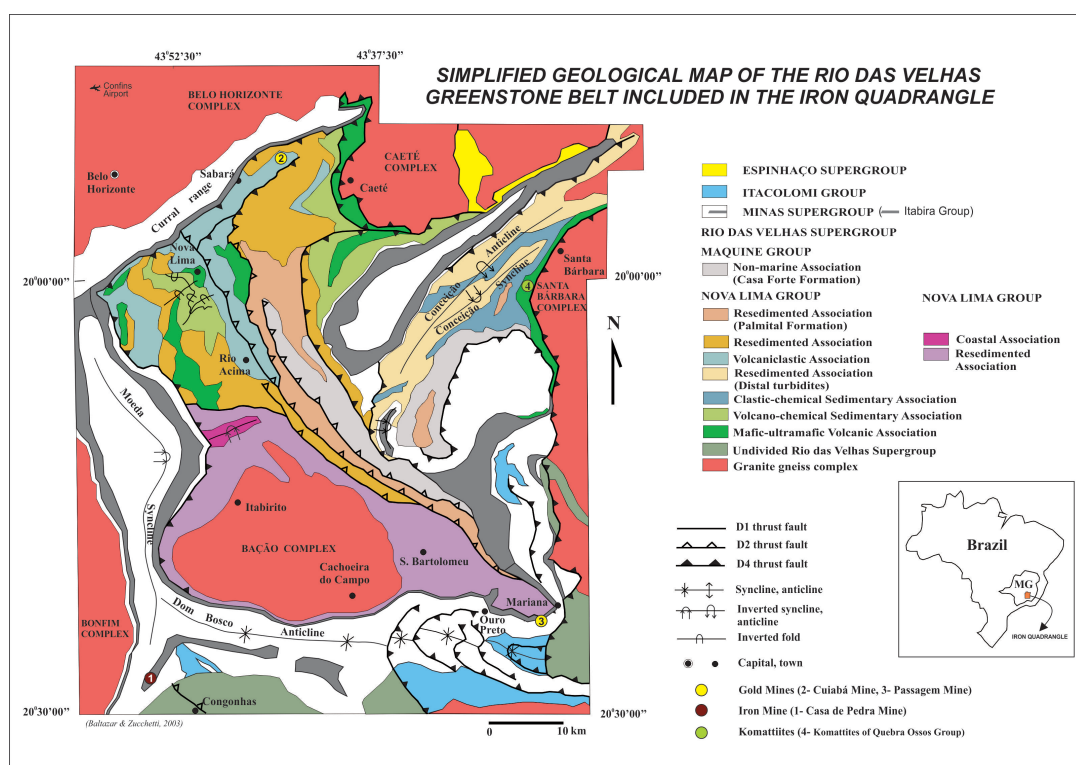 43°52'30''
43°37'30''
SIMPLIFIED GEOLOGICAL MAP OF THE RIO DAS VELHAS
GREENSTONE BELT INCLUDED IN THE IRON QUADRANGLE
Confins
Airport
BELO HORIZONTE
COMPLEX
CAETÉ
COMPLEX
2
Sabará
Belo
Horizonte
Caeté
Curral range
Nova
Lima
Anticline
Conceição
Syncline
Conceição
Santa
Bárbara
20°00'00''
20°00'00''
4
SANTA
BÁRBARA
COMPLEX
Rio
Acima
N
Moeda
Syncline
Itabirito
BAÇÃO COMPLEX
S. Bartolomeu
Cachoeira
do Campo
Mariana
3
Ouro
Preto
Dom Bosco Anticline
BONFIM
COMPLEX
1
Congonhas
20°30'00''
20°30'00''
(Baltazar & Zucchetti, 2003)
0 10 km
ESPINHAÇO SUPERGROUP
ITACOLOMI GROUP
MINAS SUPERGROUP ( Itabira Group)
RIO DAS VELHAS SUPERGROUP
MAQUINE GROUP
Non-marine Association
(Casa Forte Formation)
NOVA LIMA GROUP
Resedimented Association
(Palmital Formation)
Resedimented Association
Volcaniclastic Association
Resedimented Association
(Distal turbidites)
Clastic-chemical Sedimentary Association
Volcano-chemical Sedimentary Association
Mafic-ultramafic Volcanic Association
Undivided Rio das Velhas Supergroup
Granite gneiss complex
NOVA LIMA GROUP
Coastal Association
Resedimented
Association
D1 thrust fault
D2 thrust fault
D4 thrust fault
Syncline, anticline
Inverted syncline,
anticline
Inverted fold
Capital, town
Gold Mines (2- Cuiabá Mine, 3- Passagem Mine)
1 Iron Mine (1- Casa de Pedra Mine)
Komattiites (4- Komattites of Quebra Ossos Group)
Brazil
MG
IRON QUADRANGLE